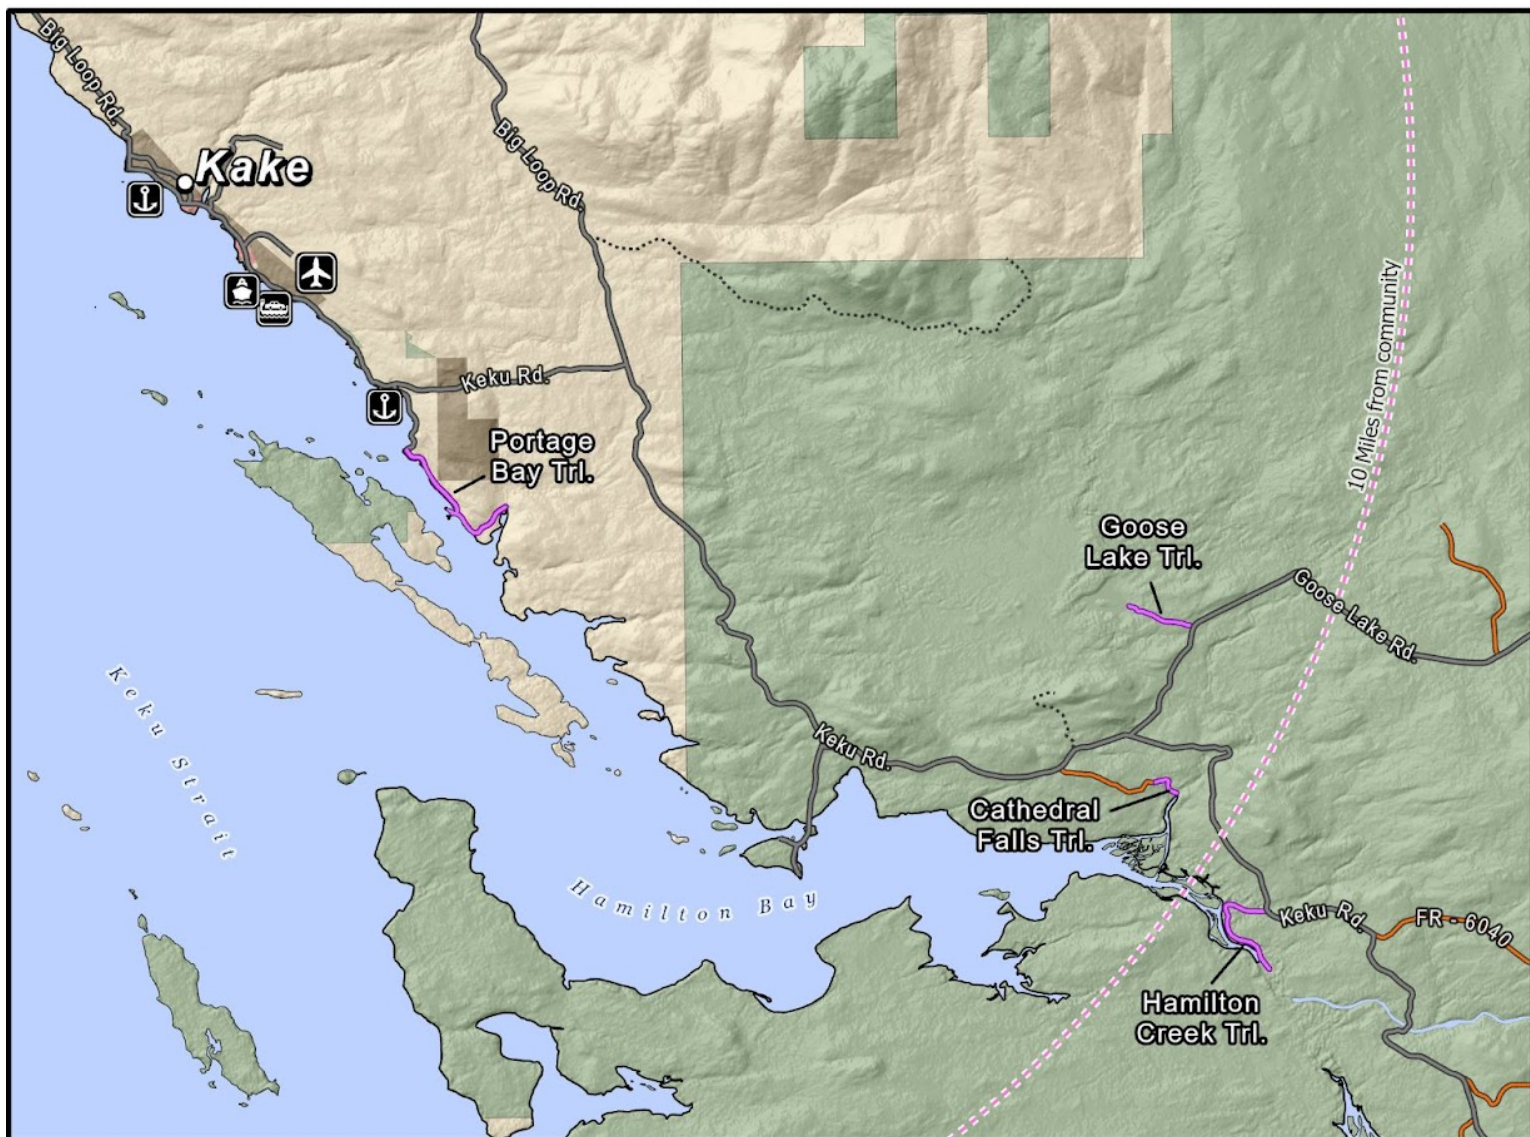 Big Loop Rd.
Kake
Big Loop Rd.
10 Miles from community
Keku Rd.
Portage
Bay Trl.
Goose
Lake Trl.
Goose Lake Rd.
Keku Strait
Keku Rd.
Cathedral
Falls Trl.
Hamilton Bay
Keku Rd.
FR - 6040
Hamilton
Creek Trl.